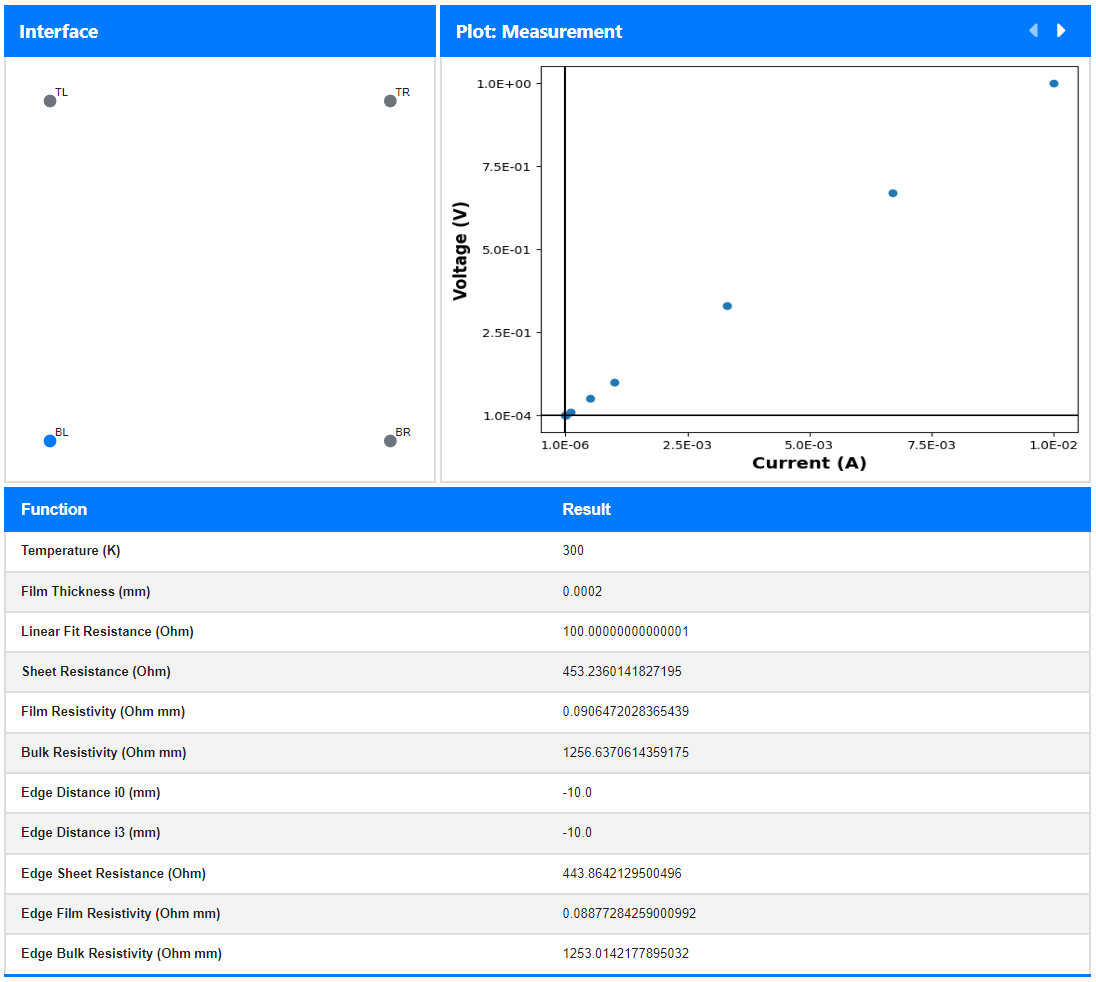 Interface
Plot: Measurement
TL
TR
BL
BR
1.0E+00
7.5E-01
5.0E-01
2.5E-01
1.0E-04
Voltage (V)
1.0E-06 2.5E-03 5.0E-03 7.5E-03 1.0E-02
Current (A)
Function Result
Temperature (K) 300
Film Thickness (mm) 0.0002
Linear Fit Resistance (Ohm) 100.00000000000001
Sheet Resistance (Ohm) 453.2360141827195
Film Resistivity (Ohm mm) 0.0906472028365439
Bulk Resistivity (Ohm mm) 1256.6370614359175
Edge Distance i0 (mm) -10.0
Edge Distance i3 (mm) -10.0
Edge Sheet Resistance (Ohm) 443.8642129500496
Edge Film Resistivity (Ohm mm) 0.08877284259000992
Edge Bulk Resistivity (Ohm mm) 1253.0142177895032